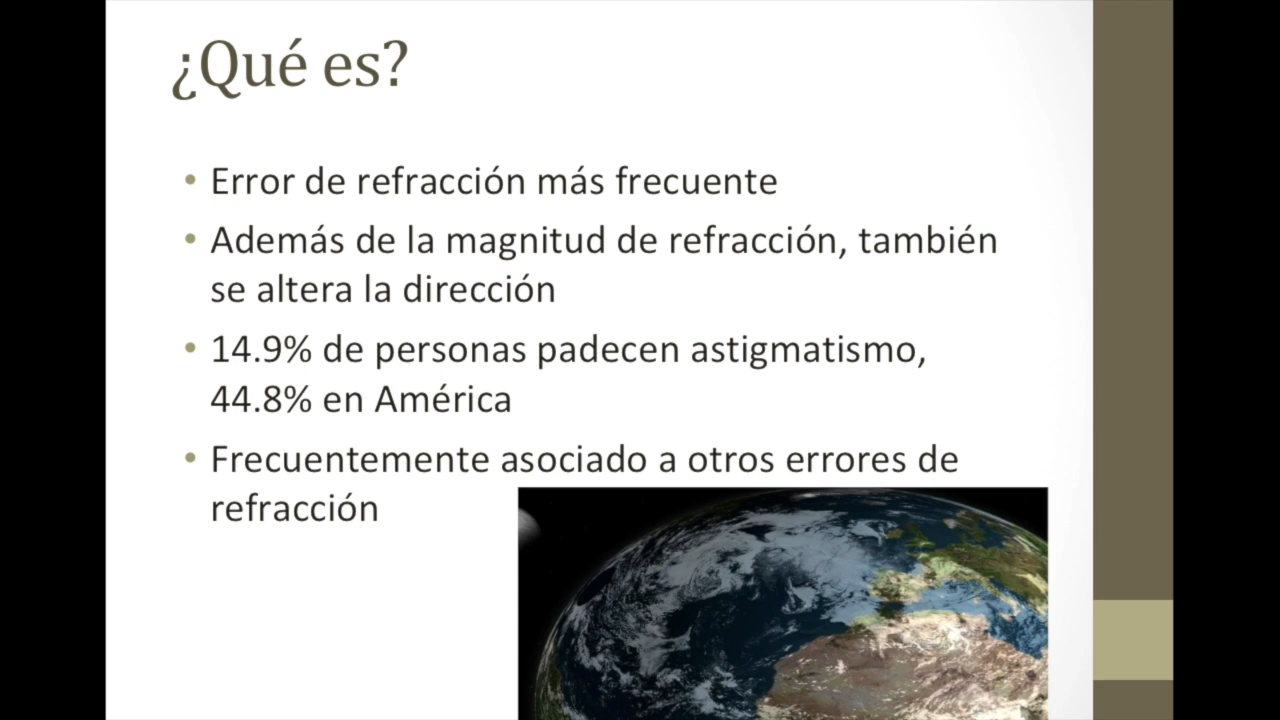 ¿Qué es?
• Error de refracción más frecuente
• Además de la magnitud de refracción, también
se altera la dirección
• 14.9% de personas padecen astigmatismo,
44.8% en América
• Frecuentemente asociado a otros errores de
refracción